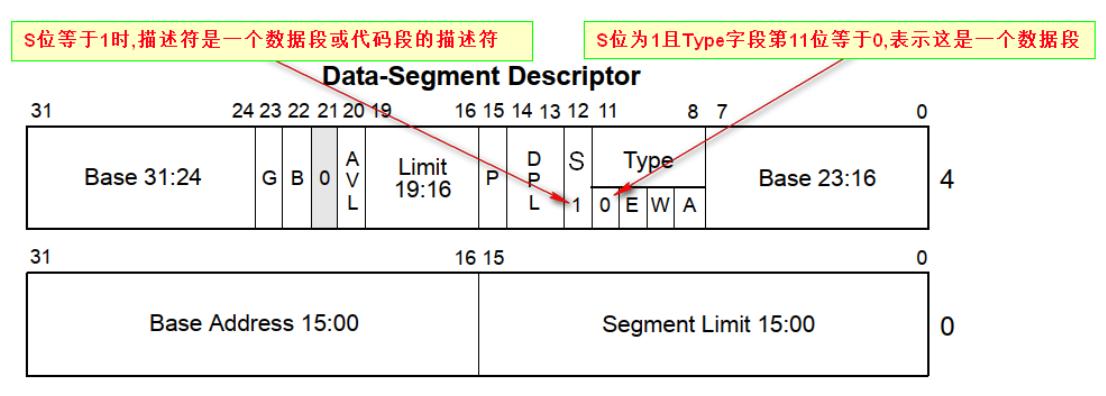 S位等于1时,描述符是一个数据段或代码段的描述符
S位为1且Type字段第11位等于0,表示这是一个数据段
Data-Segment Descriptor
31 24 23 22 21 20 19 16 15 14 13 12 11 8 7 0
Base 31:24 G B 0 AVL Limit 19:16 P DPL S Type Base 23:16 4
1 0 E W A
31 16 15 0
Base Address 15:00 Segment Limit 15:00 0